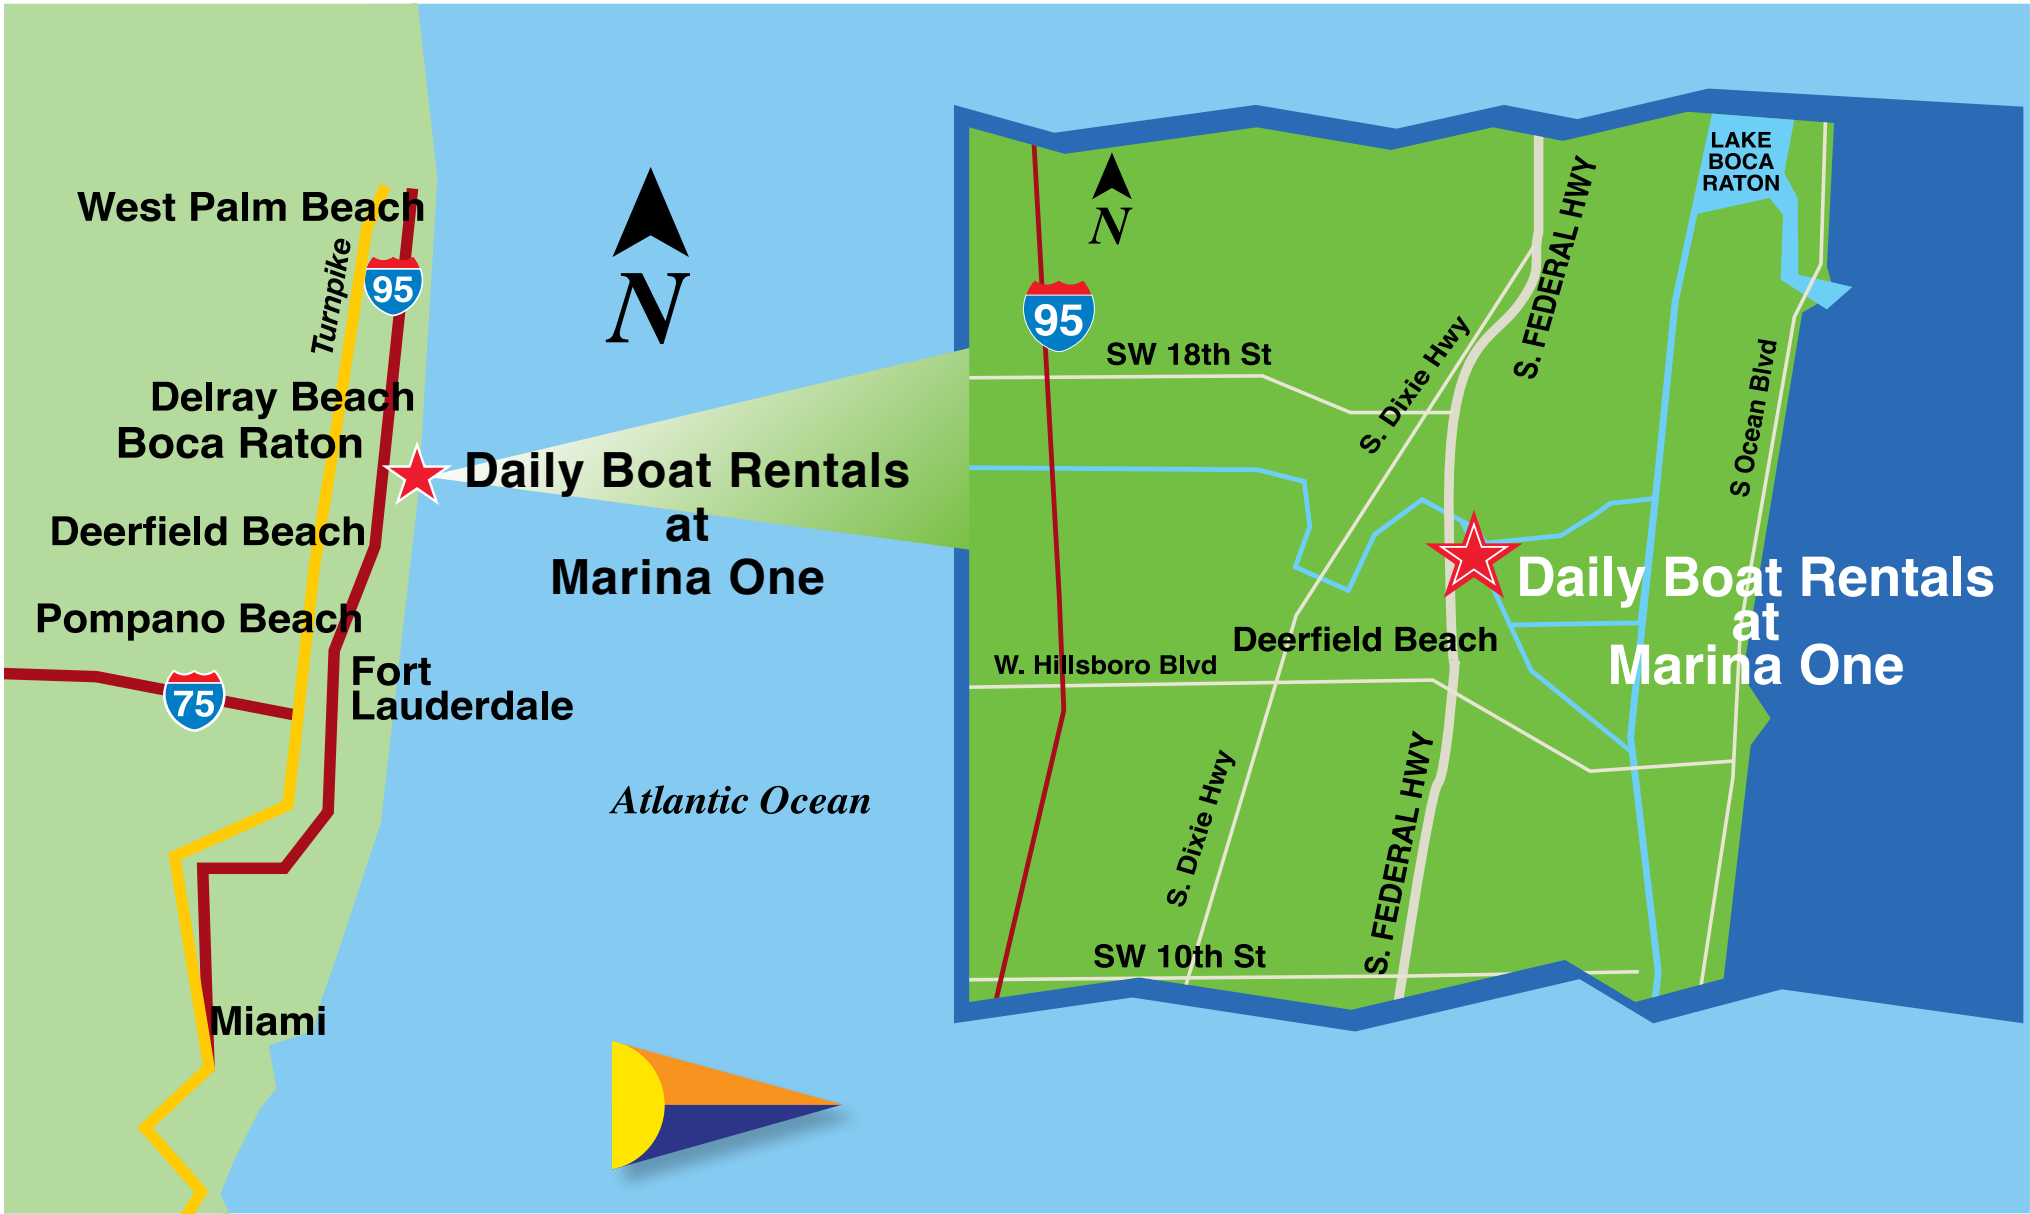 West Palm Beach
Turnpike
95
Delray Beach
Boca Raton
Deerfield Beach
Pompano Beach
75
Fort
Lauderdale
Miami
N
Daily Boat Rentals
at
Marina One
Atlantic Ocean
N
95
SW 18th St
S. Dixie Hwy
S. FEDERAL HWY
LAKE
BOCA
RATON
S Ocean Blvd
Daily Boat Rentals
at
Marina One
Deerfield Beach
W. Hillsboro Blvd
S. Dixie Hwy
S. FEDERAL HWY
SW 10th St